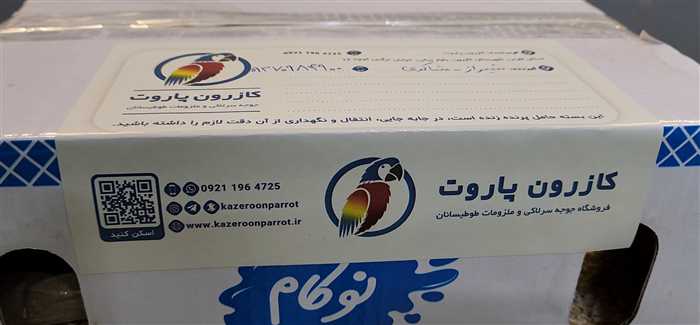 0921 196 4725
کازرون پاروت
جوجه سرلاکی و ملزومات طوطیسانان
این بسته حامل پرنده زنده است، در جابه جایی، انتقال و نگهداری از آن دقت لازم را داشته باشید.
کازرون پاروت
فروشگاه جوجه سرلاکی و ملزومات طوطیسانان
0921 196 4725
kazeroonparrot
www.kazeroonparrot.ir
اسکن کنید
نوکام